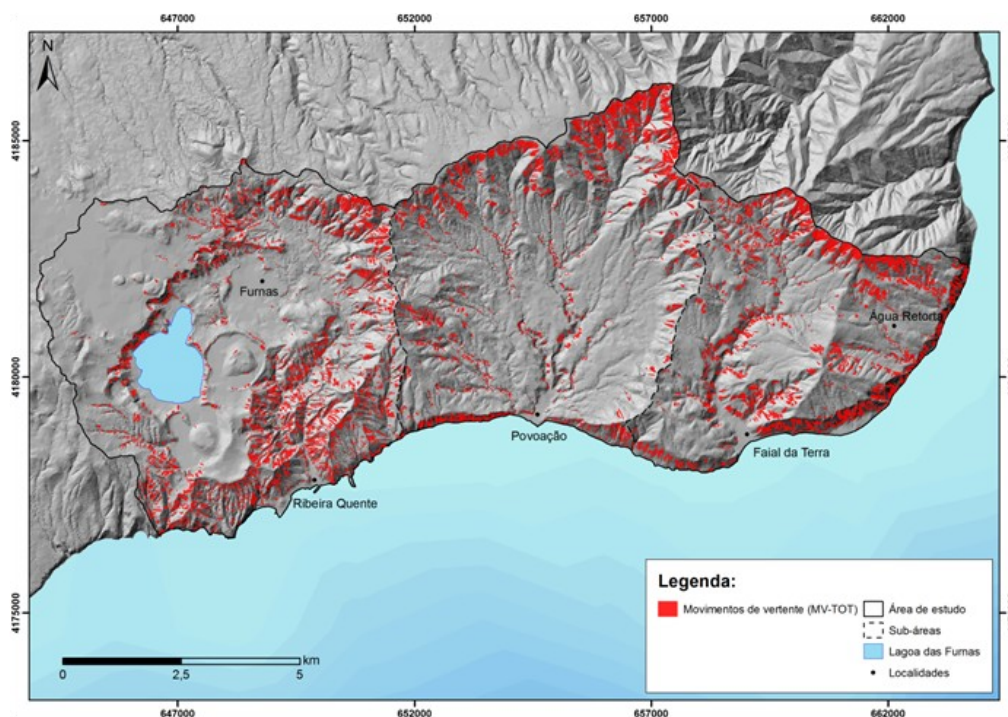 647000 652000 657000 662000
N
4185000
4180000
4175000
Furnas
Água Retorta
Povoação
Faial da Terra
Ribeira Quente
Legenda:
Movimentos de vertente (MV-TOT)
Área de estudo
Sub-áreas
Lagoa das Furnas
Localidades
km
0 2,5 5
647000 652000 657000 662000